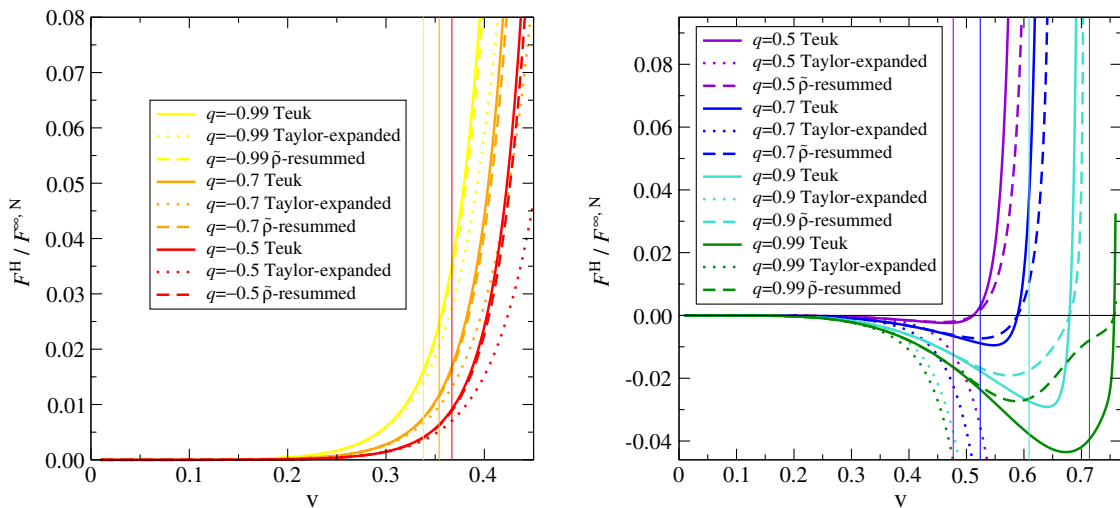 0.08
0.07
0.06
0.05
0.04
0.03
0.02
0.01
0.00
F^H / F^∞, N
q=−0.99 Teuk
q=−0.99 Taylor-expanded
q=−0.99 ρ̃-resummed
q=−0.7 Teuk
q=−0.7 Taylor-expanded
q=−0.7 ρ̃-resummed
q=−0.5 Teuk
q=−0.5 Taylor-expanded
q=−0.5 ρ̃-resummed
0 0.1 0.2 0.3 0.4
v
0.08
0.06
0.04
0.02
0.00
-0.02
-0.04
F^H / F^∞, N
q=0.5 Teuk
q=0.5 Taylor-expanded
q=0.5 ρ̃-resummed
q=0.7 Teuk
q=0.7 Taylor-expanded
q=0.7 ρ̃-resummed
q=0.9 Teuk
q=0.9 Taylor-expanded
q=0.9 ρ̃-resummed
q=0.99 Teuk
q=0.99 Taylor-expanded
q=0.99 ρ̃-resummed
0 0.1 0.2 0.3 0.4 0.5 0.6 0.7
v